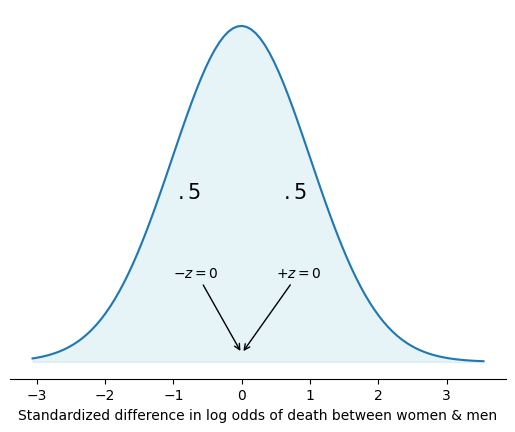 .5 .5
−z = 0 +z = 0
−3 −2 −1 0 1 2 3
Standardized difference in log odds of death between women & men